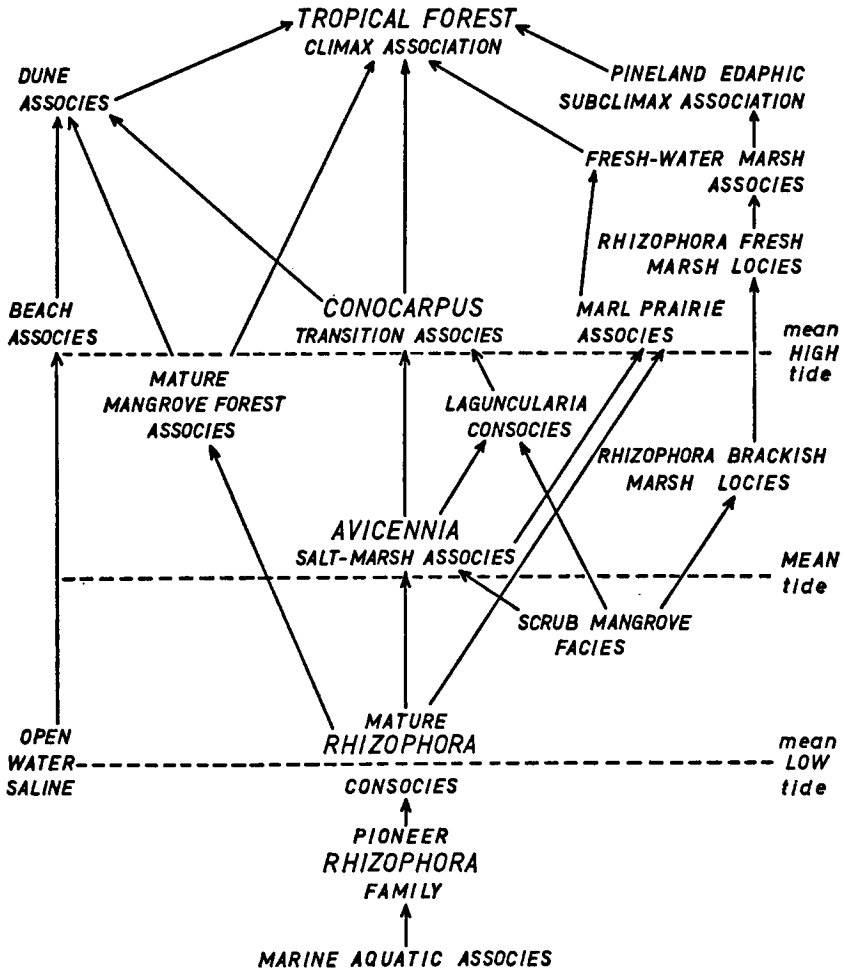 TROPICAL FOREST
CLIMAX ASSOCIATION
DUNE
ASSOCIES
PINELAND EDAPHIC
SUBCLIMAX ASSOCIATION
FRESH-WATER MARSH
ASSOCIES
RHIZOPHORA FRESH
MARSH LOCIES
BEACH
ASSOCIES
CONOCARPUS
TRANSITION ASSOCIES
MARL PRAIRIE
ASSOCIES
mean
HIGH
tide
MATURE
MANGROVE FOREST
ASSOCIES
LAGUNCULARIA
CONSOCIES
RHIZOPHORA BRACKISH
MARSH LOCIES
AVICENNIA
SALT-MARSH ASSOCIES
MEAN
tide
SCRUB MANGROVE
FACIES
OPEN
WATER
SALINE
MATURE
RHIZOPHORA
CONSOCIES
mean
LOW
tide
PIONEER
RHIZOPHORA
FAMILY
MARINE AQUATIC ASSOCIES